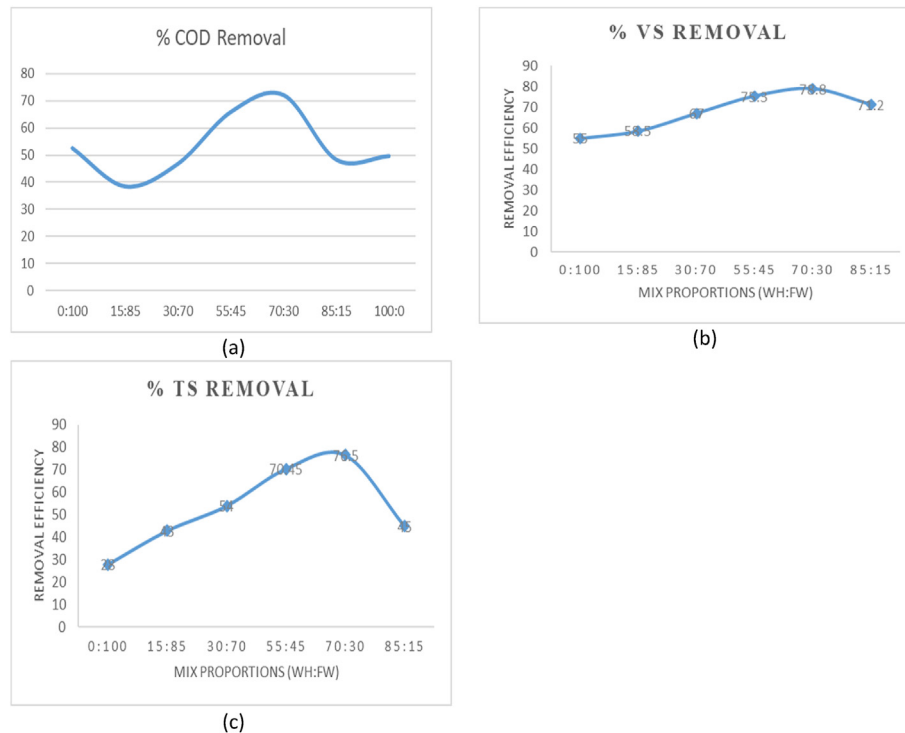 % COD Removal
80
70
60
50
40
30
20
10
0
0:100 15:85 30:70 55:45 70:30 85:15 100:0
(a)
% VS REMOVAL
REMOVAL EFFICIENCY
90
80
70
60
50
40
30
20
10
0
55 58.5 67 75.3 78.8 71.2
0:100 15:85 30:70 55:45 70:30 85:15
MIX PROPORTIONS (WH:FW)
(b)
% TS REMOVAL
REMOVAL EFFICIENCY
90
80
70
60
50
40
30
20
10
0
28 43 54 70.45 76.5 45
0:100 15:85 30:70 55:45 70:30 85:15
MIX PROPORTIONS (WH:FW)
(c)